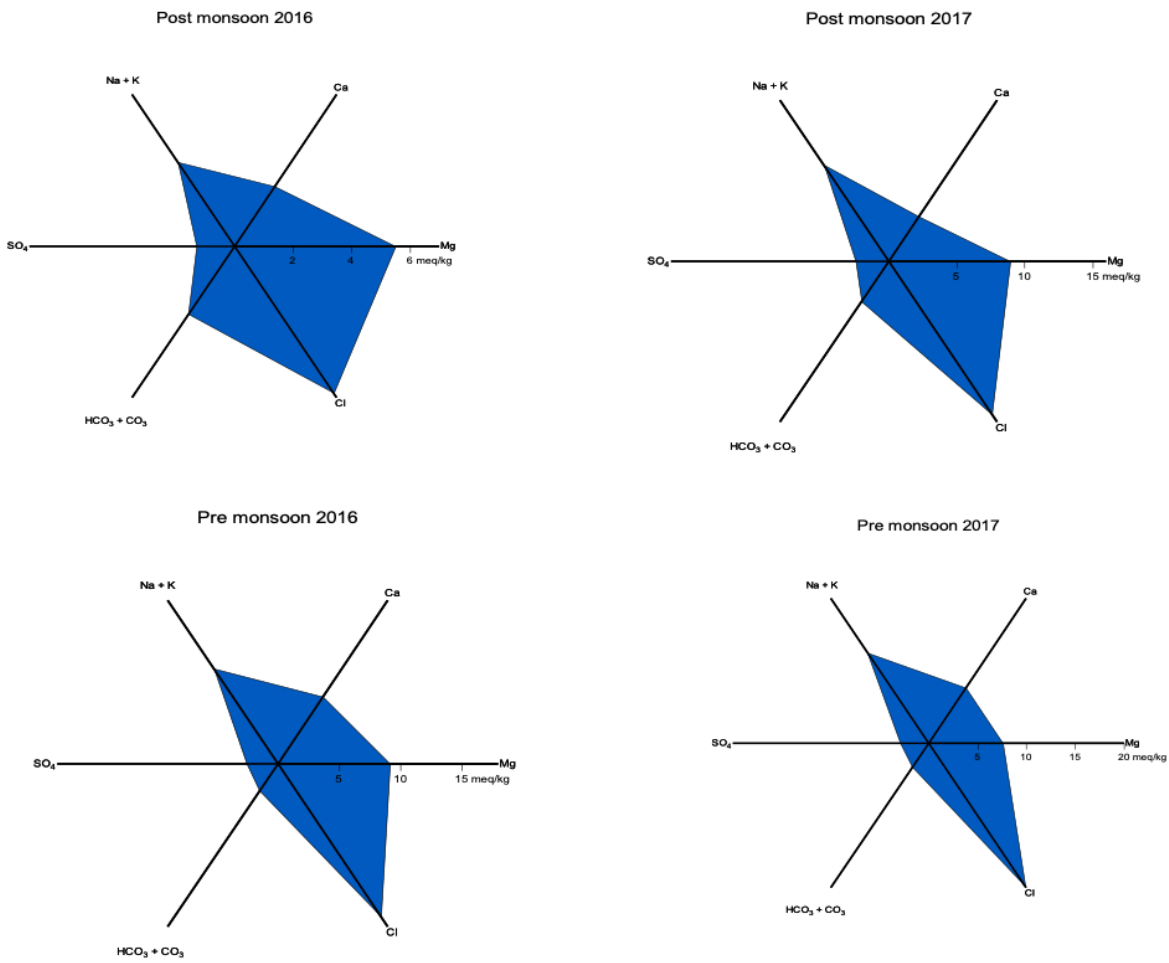 Post monsoon 2016
Na + K
Ca
SO₄
Mg
2
4
6 meq/kg
HCO₃ + CO₃
Cl
Post monsoon 2017
Na + K
Ca
SO₄
Mg
5
10
15 meq/kg
HCO₃ + CO₃
Cl
Pre monsoon 2016
Na + K
Ca
SO₄
Mg
5
10
15 meq/kg
HCO₃ + CO₃
Cl
Pre monsoon 2017
Na + K
Ca
SO₄
Mg
5
10
15
20 meq/kg
HCO₃ + CO₃
Cl